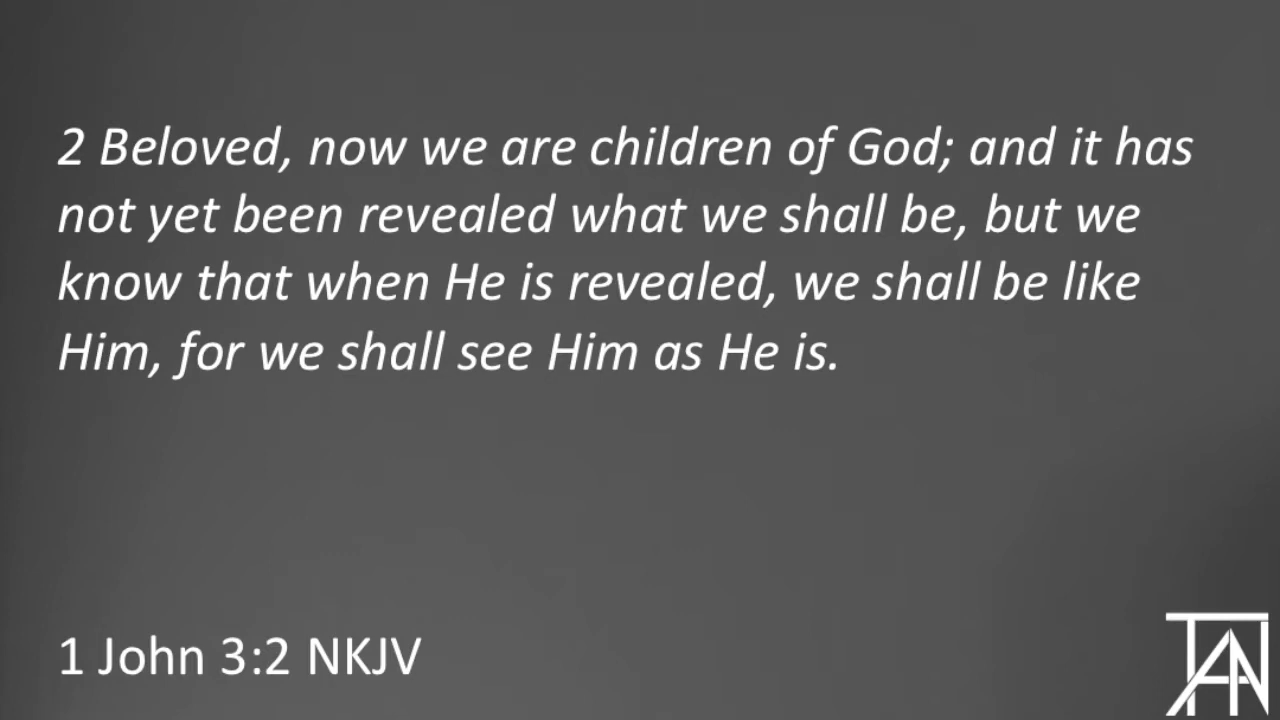 2 Beloved, now we are children of God; and it has
not yet been revealed what we shall be, but we
know that when He is revealed, we shall be like
Him, for we shall see Him as He is.
1 John 3:2 NKJV
TAN